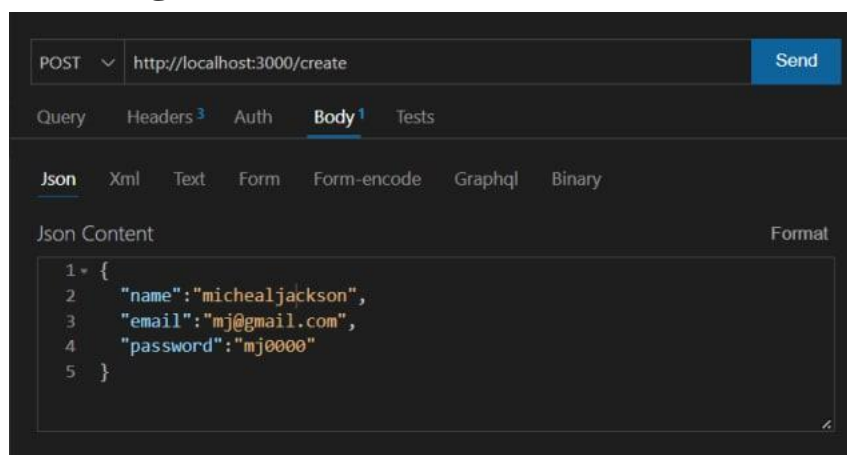 POST http://localhost:3000/create Send
Query Headers 3 Auth Body 1 Tests
Json Xml Text Form Form-encode Graphql Binary
Json Content Format
1 {
2 "name":"michealjackson",
3 "email":"mj@gmail.com",
4 "password":"mj0000"
5 }